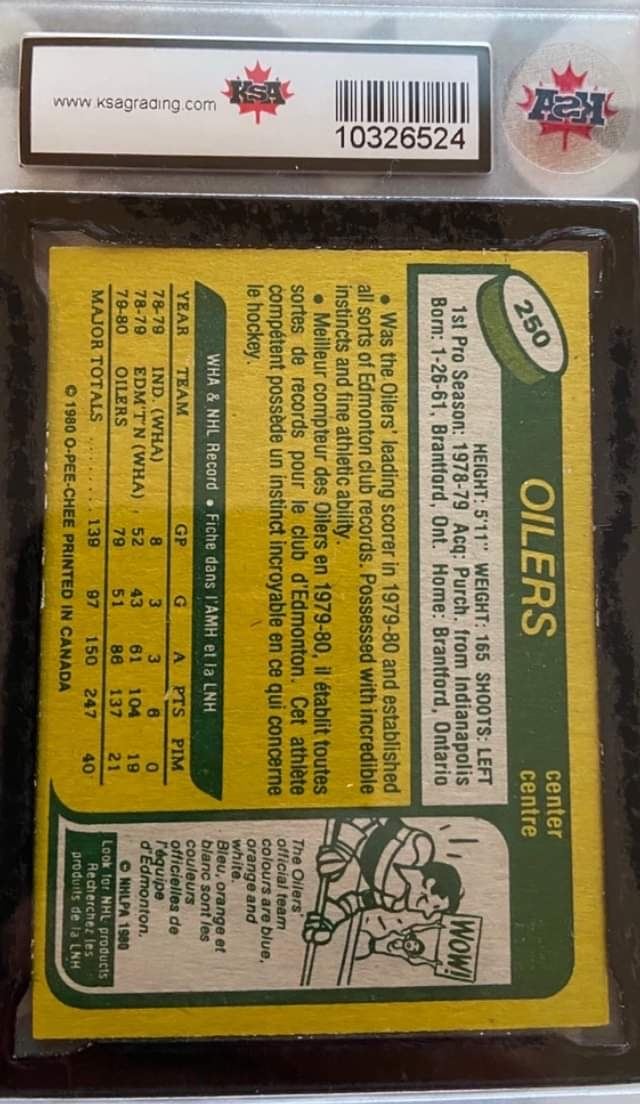 www.ksagrading.com
KSA
10326524
KSA
250
OILERS
center
centre
HEIGHT: 5'11" WEIGHT: 165 SHOOTS: LEFT
1st Pro Season: 1978-79 Acq: Purch. from Indianapolis
Born: 1-26-61, Brantford, Ont. Home: Brantford, Ontario
• Was the Oilers' leading scorer in 1979-80 and established
all sorts of Edmonton club records. Possessed with incredible
instincts and fine athletic ability.
• Meilleur compteur des Oilers en 1979-80, il établit toutes
sortes de records pour le club d'Edmonton. Cet athlète
compétent possède un instinct incroyable en ce qui concerne
le hockey.
WHA & NHL Record • Fiche dans l'AMH et la LNH
YEAR TEAM GP G A PTS PIM
78-79 IND. (WHA) 8 3 3 6 0
78-79 EDM'T'N (WHA) . 52 43 61 104 19
79-80 OILERS 79 51 86 137 21
MAJOR TOTALS ......... 139 97 150 247 40
© 1980 O-PEE-CHEE PRINTED IN CANADA
WOW!
The Oilers'
official team
colours are blue,
orange and
white.
Bleu, orange et
blanc sont les
couleurs
officielles de
l'équipe
d'Edmonton.
© NHLPA 1980
Look for NHL products
Recherchez les
produits de la LNH